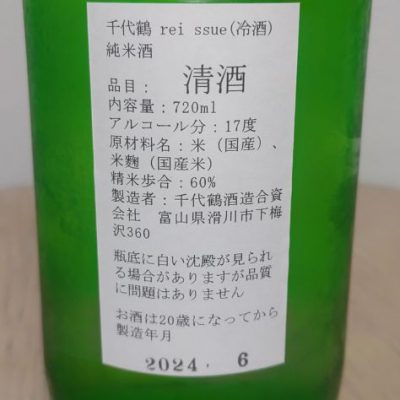 千代鶴 rei ssue(冷酒)
純米酒
品目： 清酒
内容量：720ml
アルコール分：17度
原材料名：米（国産）、
米麹（国産米）
精米歩合：60%
製造者：千代鶴酒造合資
会社 富山県滑川市下梅
沢360
瓶底に白い沈殿が見られ
る場合がありますが品質
に問題はありません
お酒は20歳になってから
製造年月
2024. 6